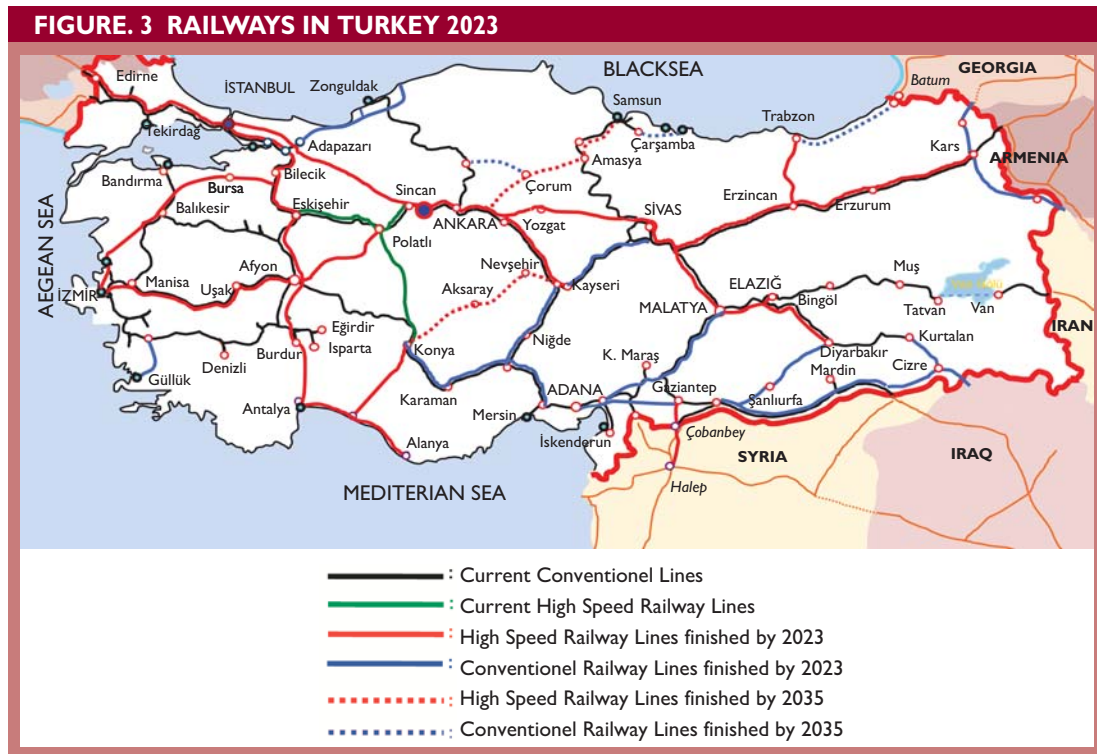 FIGURE. 3 RAILWAYS IN TURKEY 2023
BLACKSEA
GEORGIA
Edirne
İSTANBUL
Zonguldak
Samsun
Batum
Tekirdağ
Adapazarı
Çarşamba
Trabzon
Kars
ARMENIA
Amasya
Bandırma
Bursa
Bilecik
Sincan
Çorum
Erzincan
Erzurum
Balıkesir
Eskişehir
ANKARA
Yozgat
SİVAS
Polatlı
AEGEAN SEA
Manisa
Uşak
Afyon
Nevşehir
Aksaray
Kayseri
ELAZIĞ
Muş
İZMİR
MALATYA
Bingöl
Tatvan
Van
IRAN
Eğirdir
Isparta
Burdur
Denizli
Güllük
Konya
Niğde
K. Maraş
Diyarbakır
Kurtalan
Mardin
Cizre
Karaman
ADANA
Gaziantep
Şanlıurfa
Antalya
Mersin
İskenderun
Çobanbey
Alanya
SYRIA
IRAQ
Halep
MEDITERIAN SEA
: Current Conventionel Lines
: Current High Speed Railway Lines
: High Speed Railway Lines finished by 2023
: Conventionel Railway Lines finished by 2023
: High Speed Railway Lines finished by 2035
: Conventionel Railway Lines finished by 2035